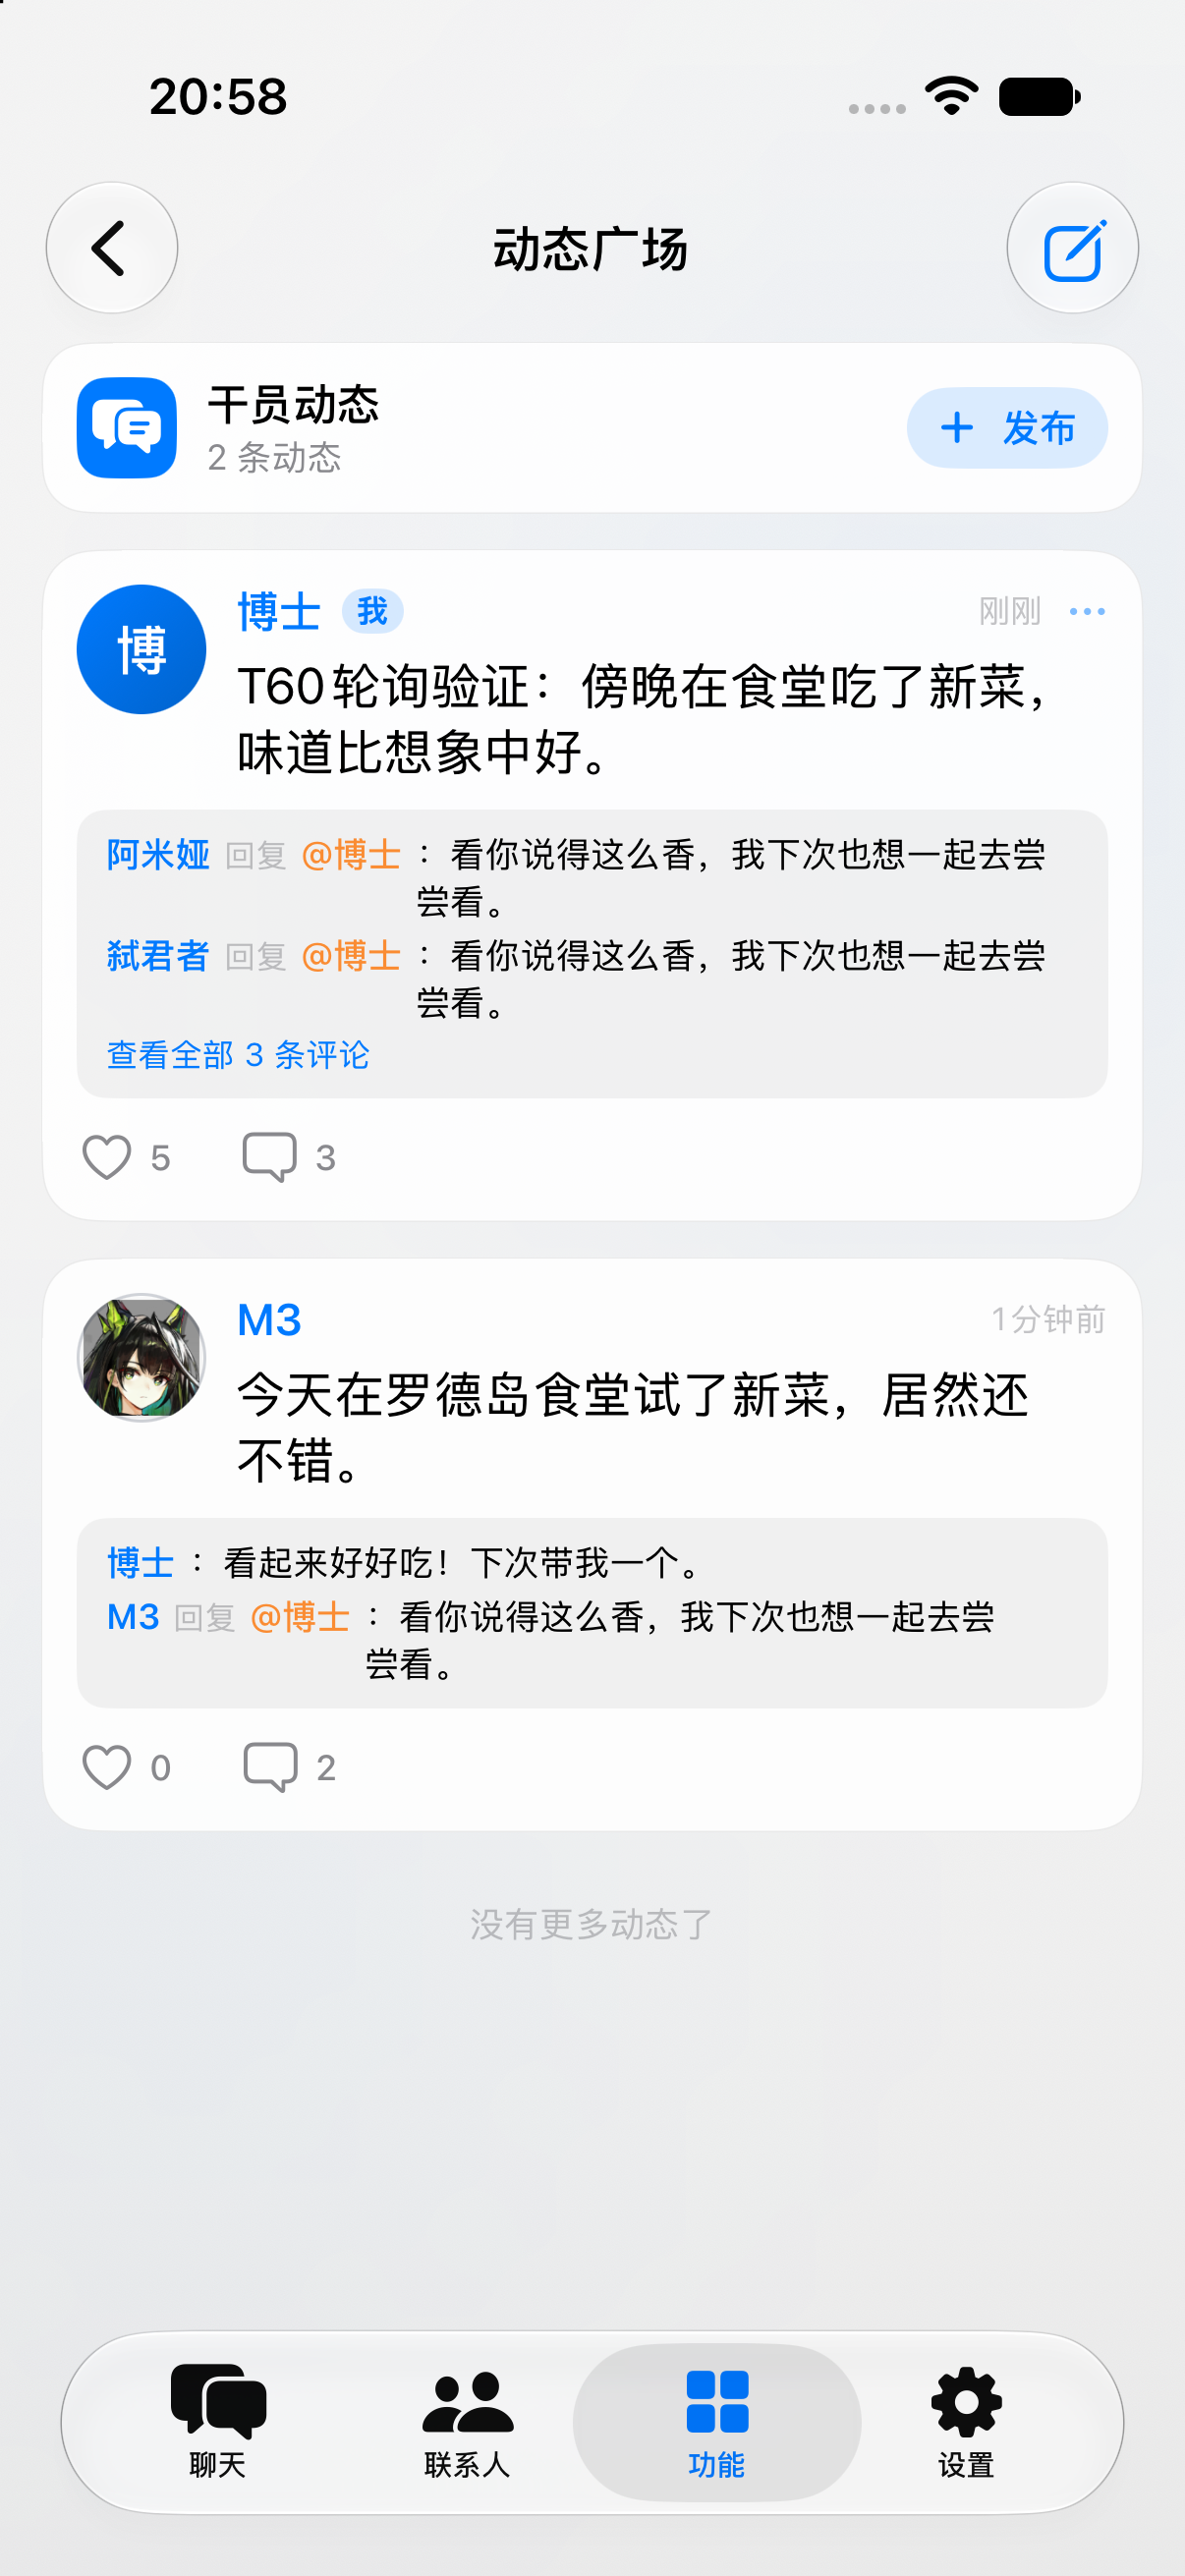 20:58
动态广场
干员动态
2 条动态
+ 发布
博
博士 我 刚刚
T60轮询验证：傍晚在食堂吃了新菜，
味道比想象中好。
阿米娅 回复 @博士 ：看你说得这么香，我下次也想一起去尝
尝看。
弑君者 回复 @博士 ：看你说得这么香，我下次也想一起去尝
尝看。
查看全部 3 条评论
5 3
M3 1分钟前
今天在罗德岛食堂试了新菜，居然还
不错。
博士 ：看起来好好吃！下次带我一个。
M3 回复 @博士 ：看你说得这么香，我下次也想一起去尝
尝看。
0 2
没有更多动态了
聊天 联系人 功能 设置